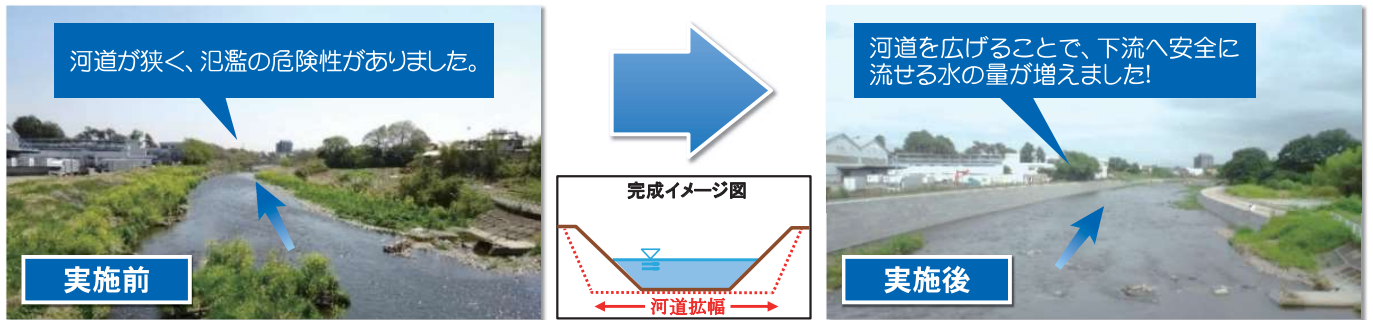 河道が狭く、氾濫の危険性がありました。
実施前
完成イメージ図
河道拡幅
河道を広げることで、下流へ安全に
流せる水の量が増えました!
実施後